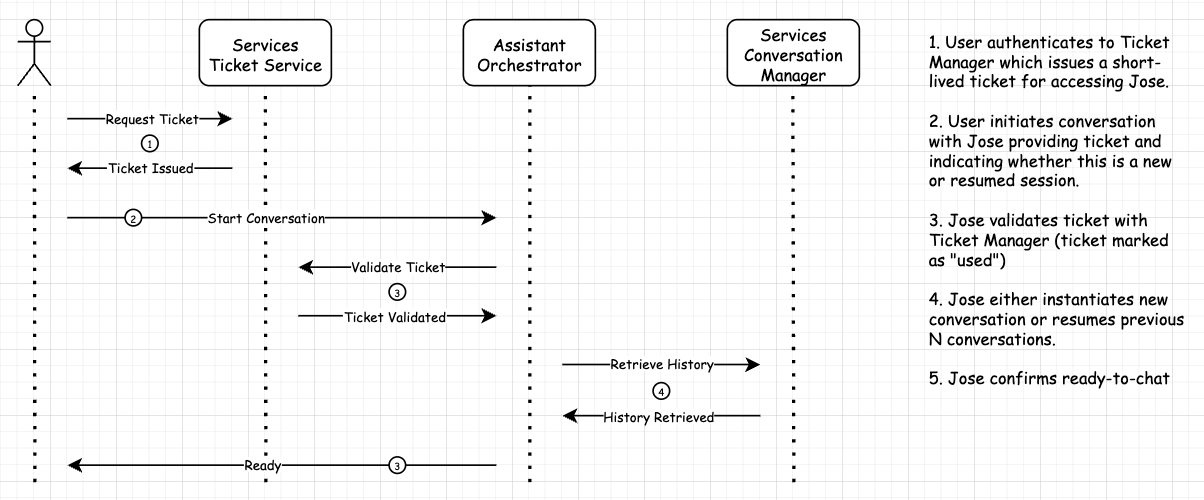 Services
Ticket Service
Assistant
Orchestrator
Services
Conversation
Manager
Request Ticket
1
Ticket Issued
2
Start Conversation
Validate Ticket
3
Ticket Validated
Retrieve History
4
History Retrieved
Ready
3
1. User authenticates to Ticket
Manager which issues a short-
lived ticket for accessing Jose.
2. User initiates conversation
with Jose providing ticket and
indicating whether this is a new
or resumed session.
3. Jose validates ticket with
Ticket Manager (ticket marked
as "used")
4. Jose either instantiates new
conversation or resumes previous
N conversations.
5. Jose confirms ready-to-chat